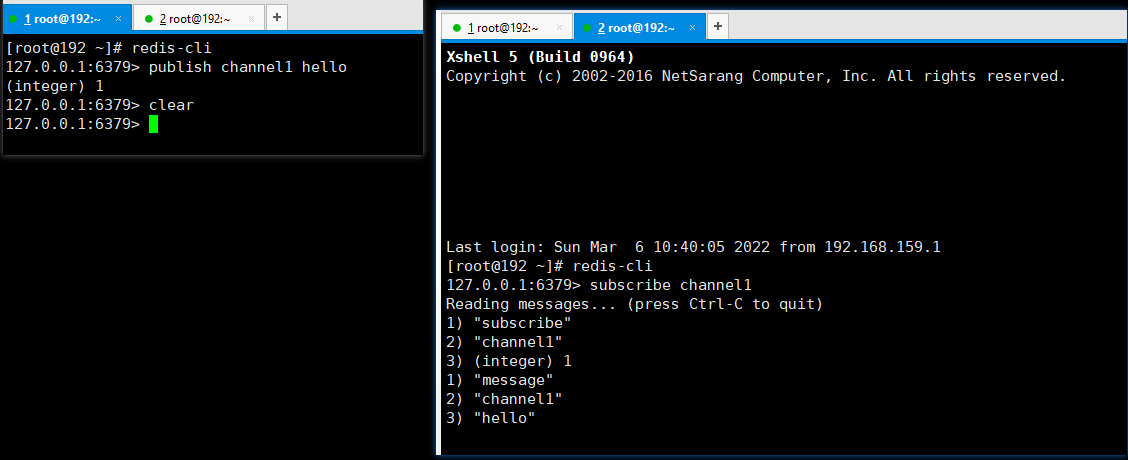 1 root@192:~ × 2 root@192:~ × +
[root@192 ~]# redis-cli
127.0.0.1:6379> publish channel1 hello
(integer) 1
127.0.0.1:6379> clear
127.0.0.1:6379>
1 root@192:~ × 2 root@192:~ × +
Xshell 5 (Build 0964)
Copyright (c) 2002-2016 NetSarang Computer, Inc. All rights reserved.
Last login: Sun Mar  6 10:40:05 2022 from 192.168.159.1
[root@192 ~]# redis-cli
127.0.0.1:6379> subscribe channel1
Reading messages... (press Ctrl-C to quit)
1) "subscribe"
2) "channel1"
3) (integer) 1
1) "message"
2) "channel1"
3) "hello"